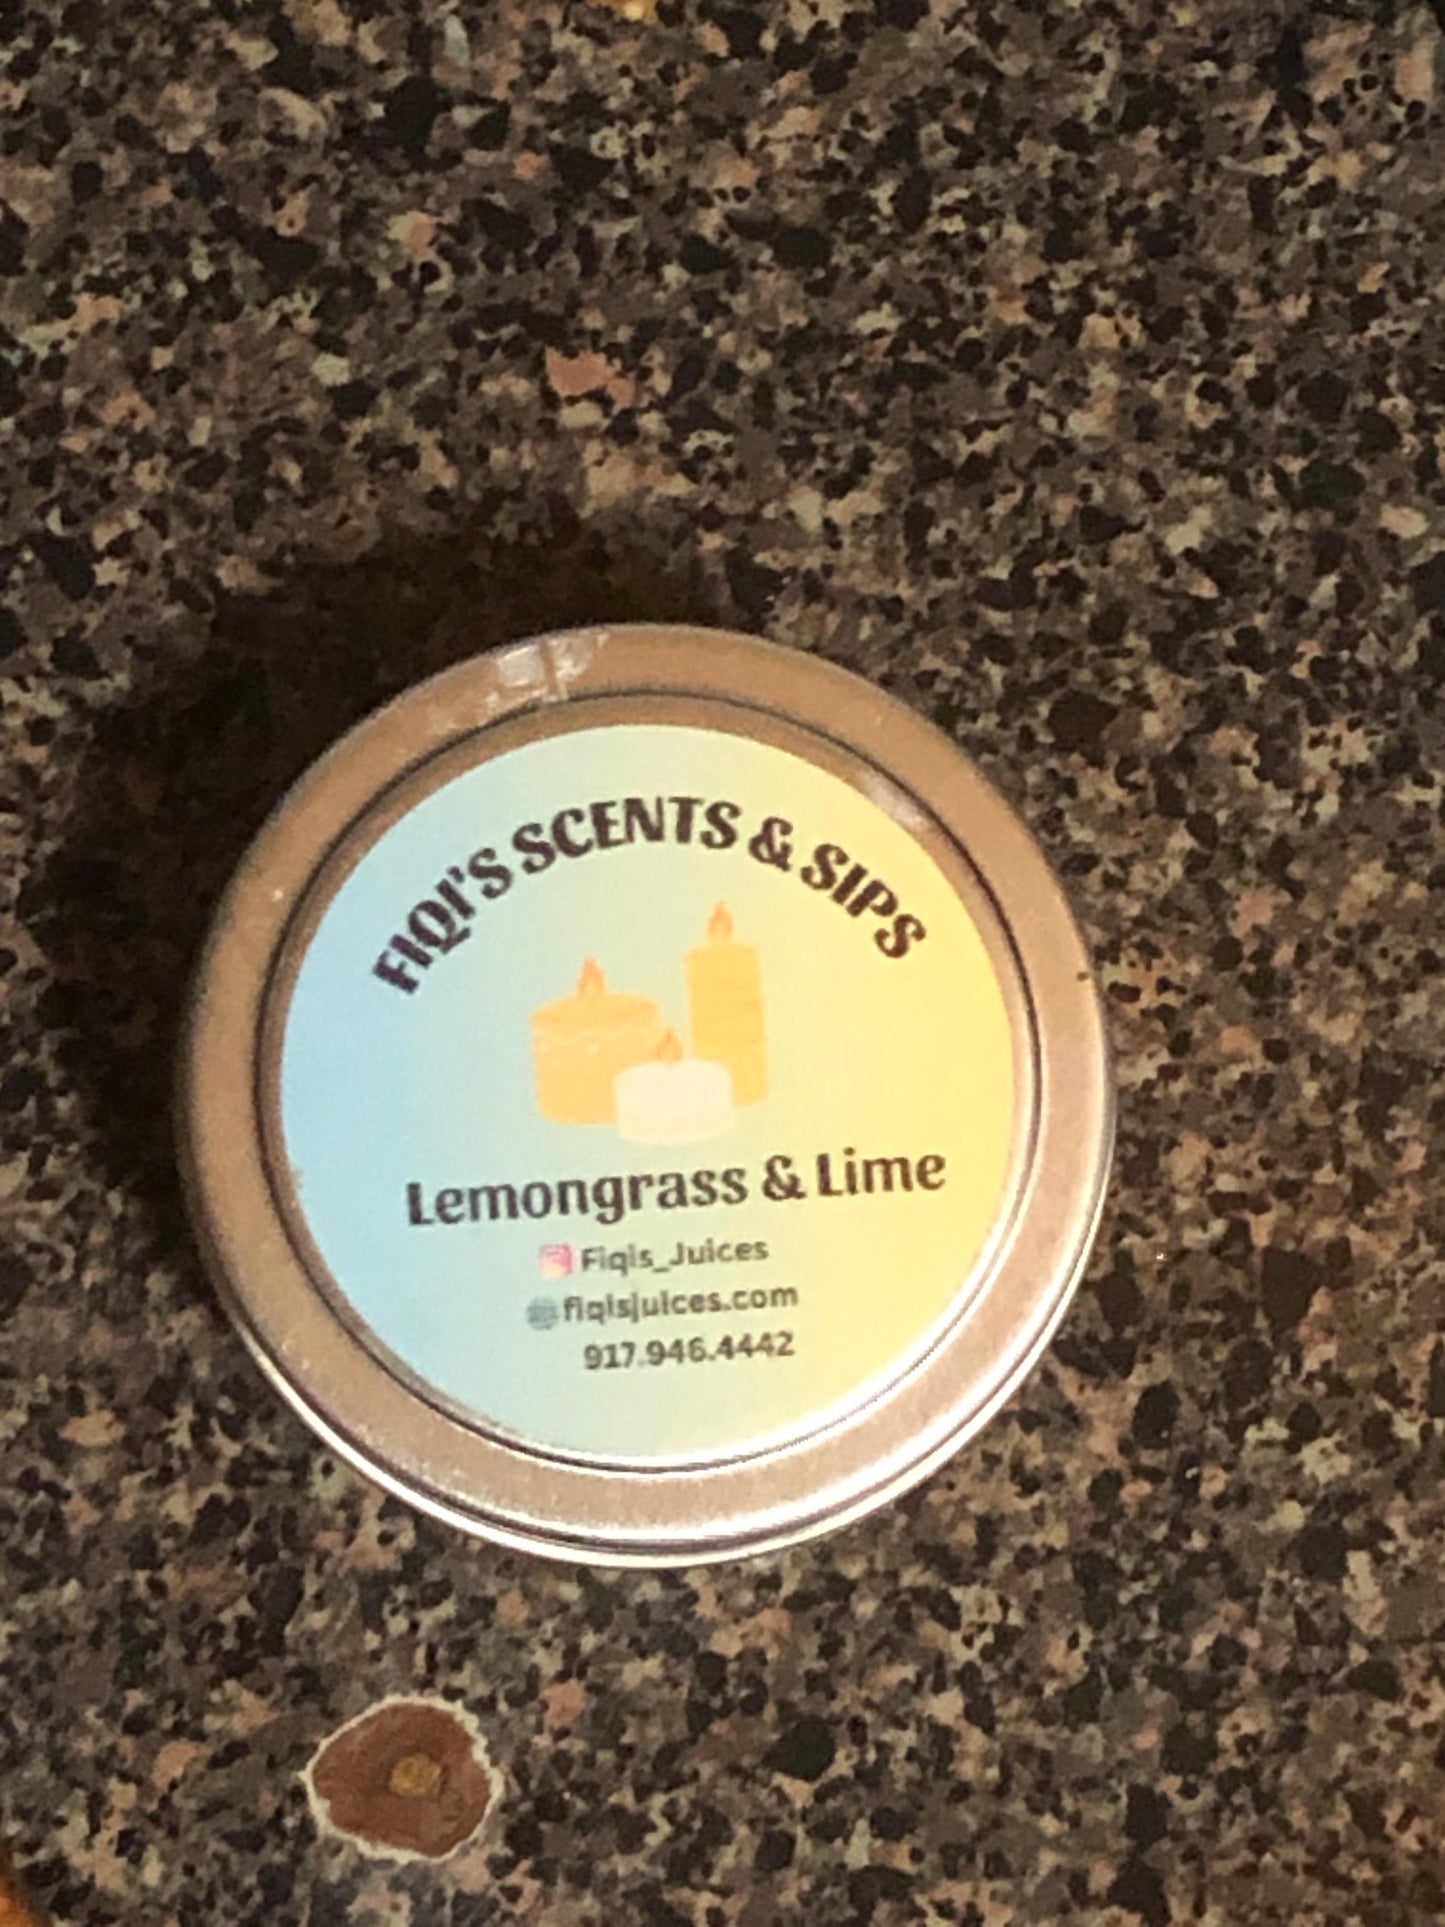 FIQI'S SCENTS & SIPS
Lemongrass & Lime
Fiqis_Juices
fiqisjuices.com
917.946.4442